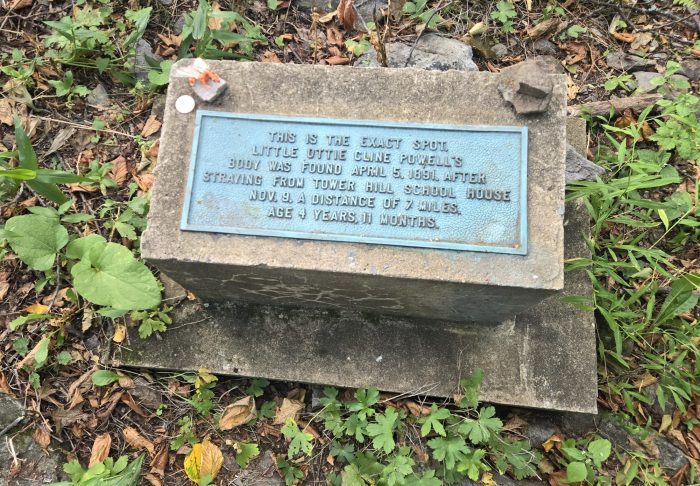 THIS IS THE EXACT SPOT.
LITTLE OTTIE CLINE POWELL'S
BODY WAS FOUND APRIL 5, 1891, AFTER
STRAYING FROM TOWER HILL SCHOOL HOUSE
NOV. 9, A DISTANCE OF 7 MILES.
AGE 4 YEARS, 11 MONTHS.